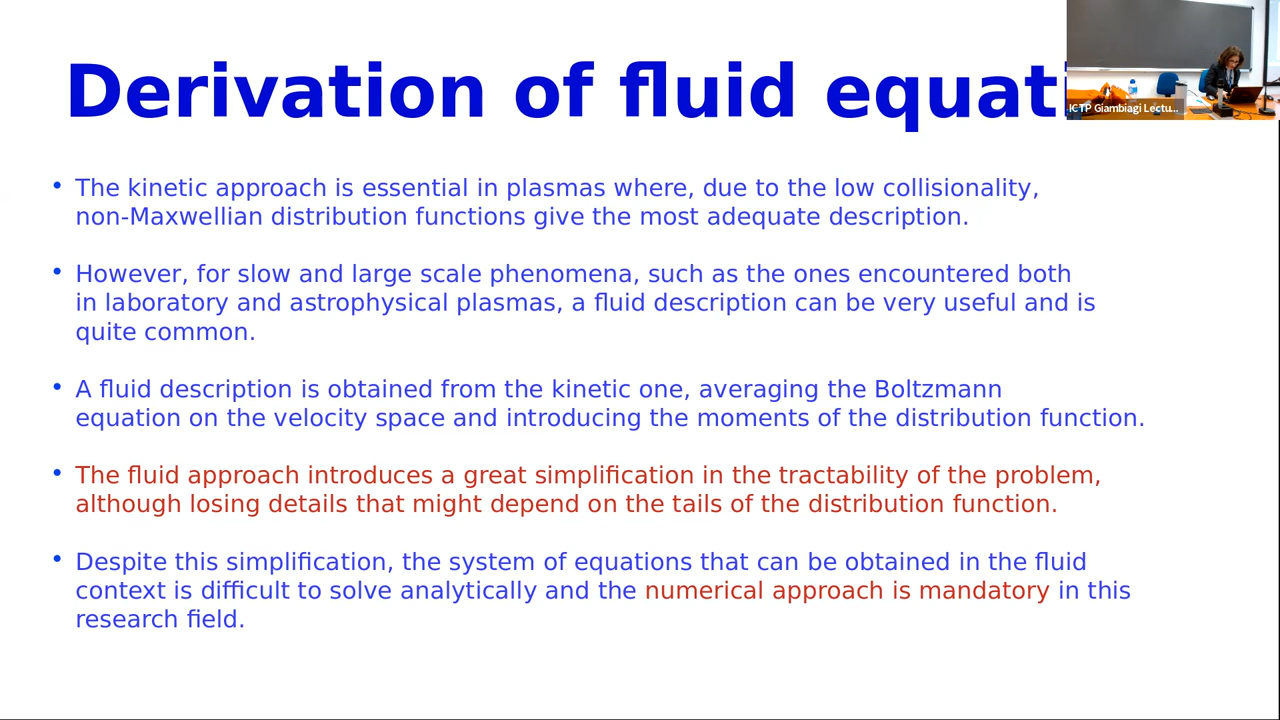 Derivation of fluid equati
ICTP Giambiagi Lectu...
• The kinetic approach is essential in plasmas where, due to the low collisionality,
non-Maxwellian distribution functions give the most adequate description.
• However, for slow and large scale phenomena, such as the ones encountered both
in laboratory and astrophysical plasmas, a fluid description can be very useful and is
quite common.
• A fluid description is obtained from the kinetic one, averaging the Boltzmann
equation on the velocity space and introducing the moments of the distribution function.
• The fluid approach introduces a great simplification in the tractability of the problem,
although losing details that might depend on the tails of the distribution function.
• Despite this simplification, the system of equations that can be obtained in the fluid
context is difficult to solve analytically and the numerical approach is mandatory in this
research field.